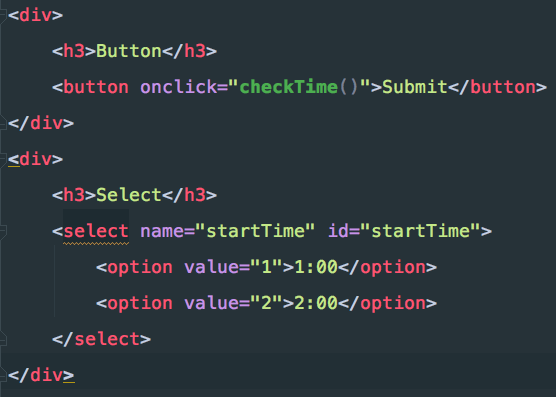 <div>
<h3>Button</h3>
<button onclick="checkTime()">Submit</button>
</div>
<div>
<h3>Select</h3>
<select name="startTime" id="startTime">
<option value="1">1:00</option>
<option value="2">2:00</option>
</select>
</div>